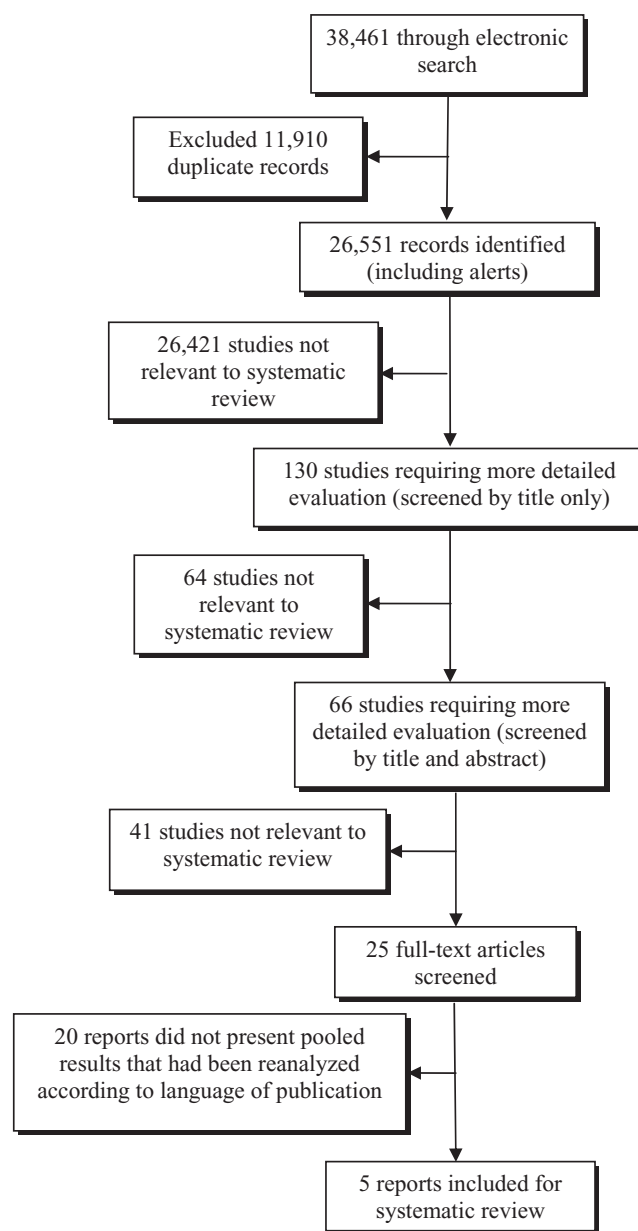 38,461 through electronic
search
Excluded 11,910
duplicate records
26,551 records identified
(including alerts)
26,421 studies not
relevant to systematic
review
130 studies requiring more detailed
evaluation (screened by title only)
64 studies not
relevant to
systematic review
66 studies requiring more
detailed evaluation (screened
by title and abstract)
41 studies not relevant to
systematic review
25 full-text articles
screened
20 reports did not present pooled
results that had been reanalyzed
according to language of publication
5 reports included for
systematic review